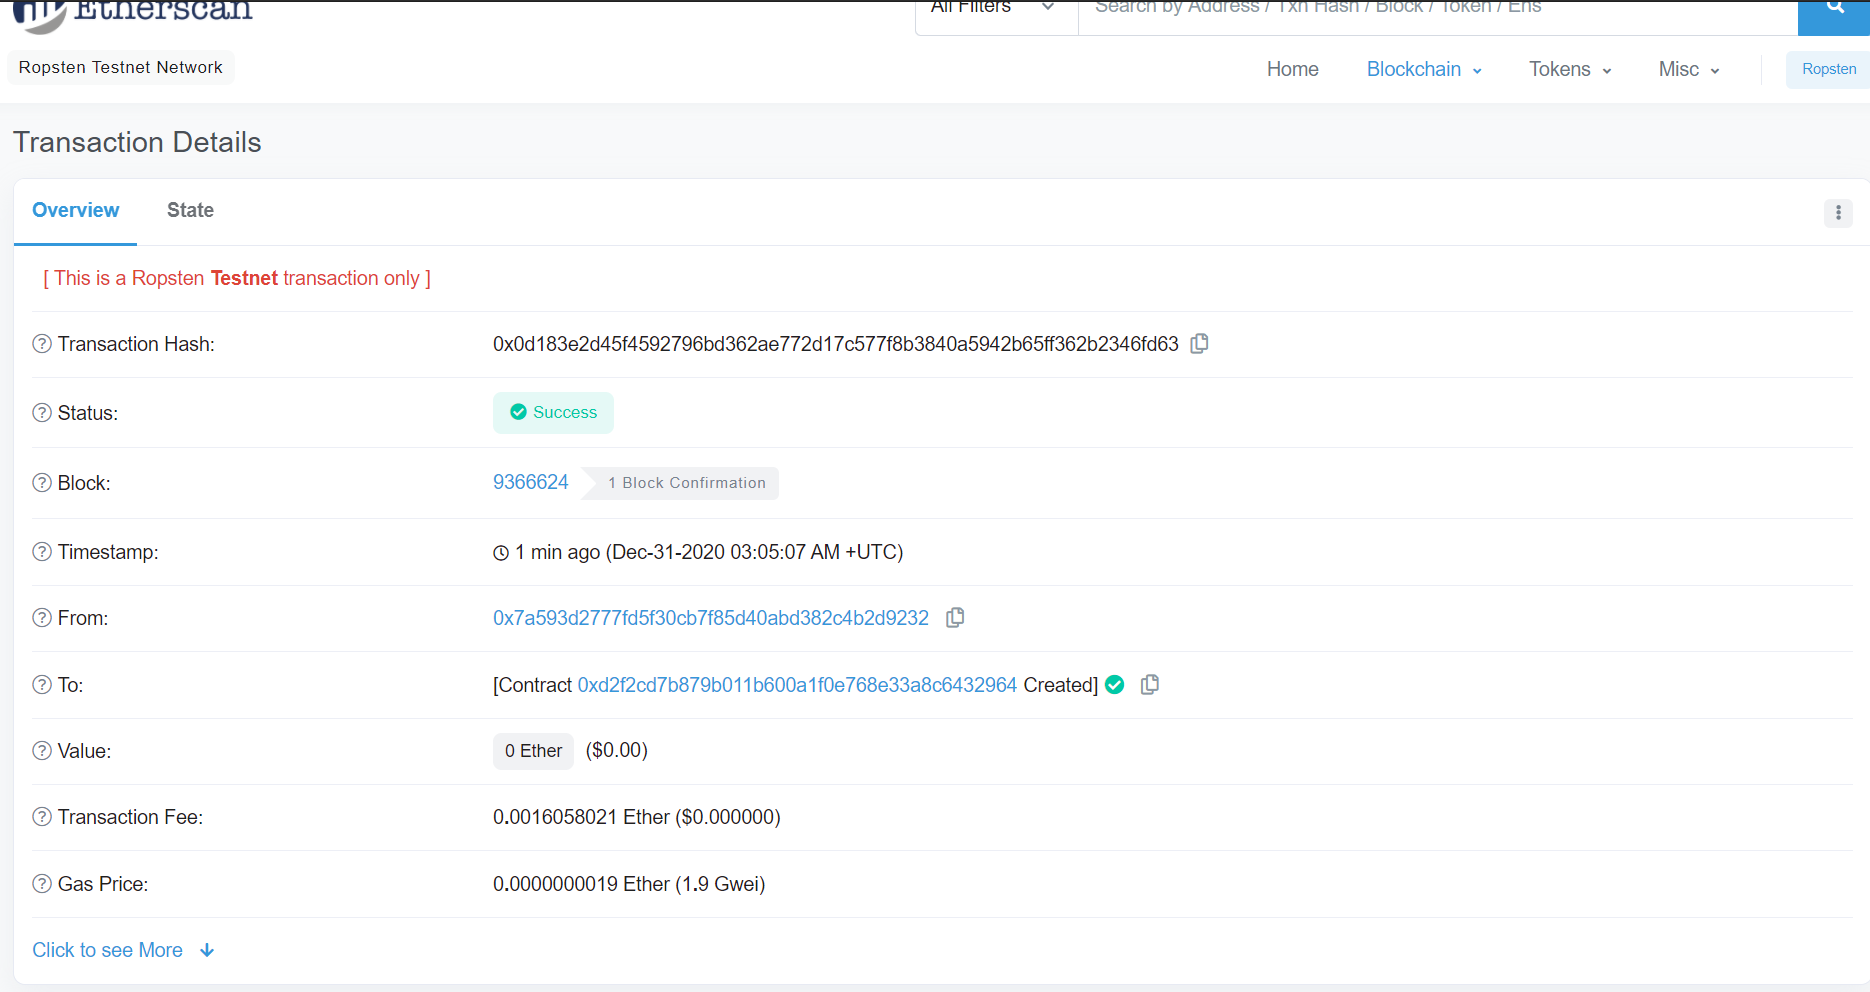 Etherscan
All Filters
Search by Address / Txn Hash / Block / Token / Ens
Ropsten Testnet Network
Home Blockchain Tokens Misc Ropsten
Transaction Details
Overview State
[ This is a Ropsten Testnet transaction only ]
Transaction Hash: 0x0d183e2d45f4592796bd362ae772d17c577f8b3840a5942b65ff362b2346fd63
Status: Success
Block: 9366624 1 Block Confirmation
Timestamp: 1 min ago (Dec-31-2020 03:05:07 AM +UTC)
From: 0x7a593d2777fd5f30cb7f85d40abd382c4b2d9232
To: [Contract 0xd2f2cd7b879b011b600a1f0e768e33a8c6432964 Created]
Value: 0 Ether ($0.00)
Transaction Fee: 0.0016058021 Ether ($0.000000)
Gas Price: 0.0000000019 Ether (1.9 Gwei)
Click to see More